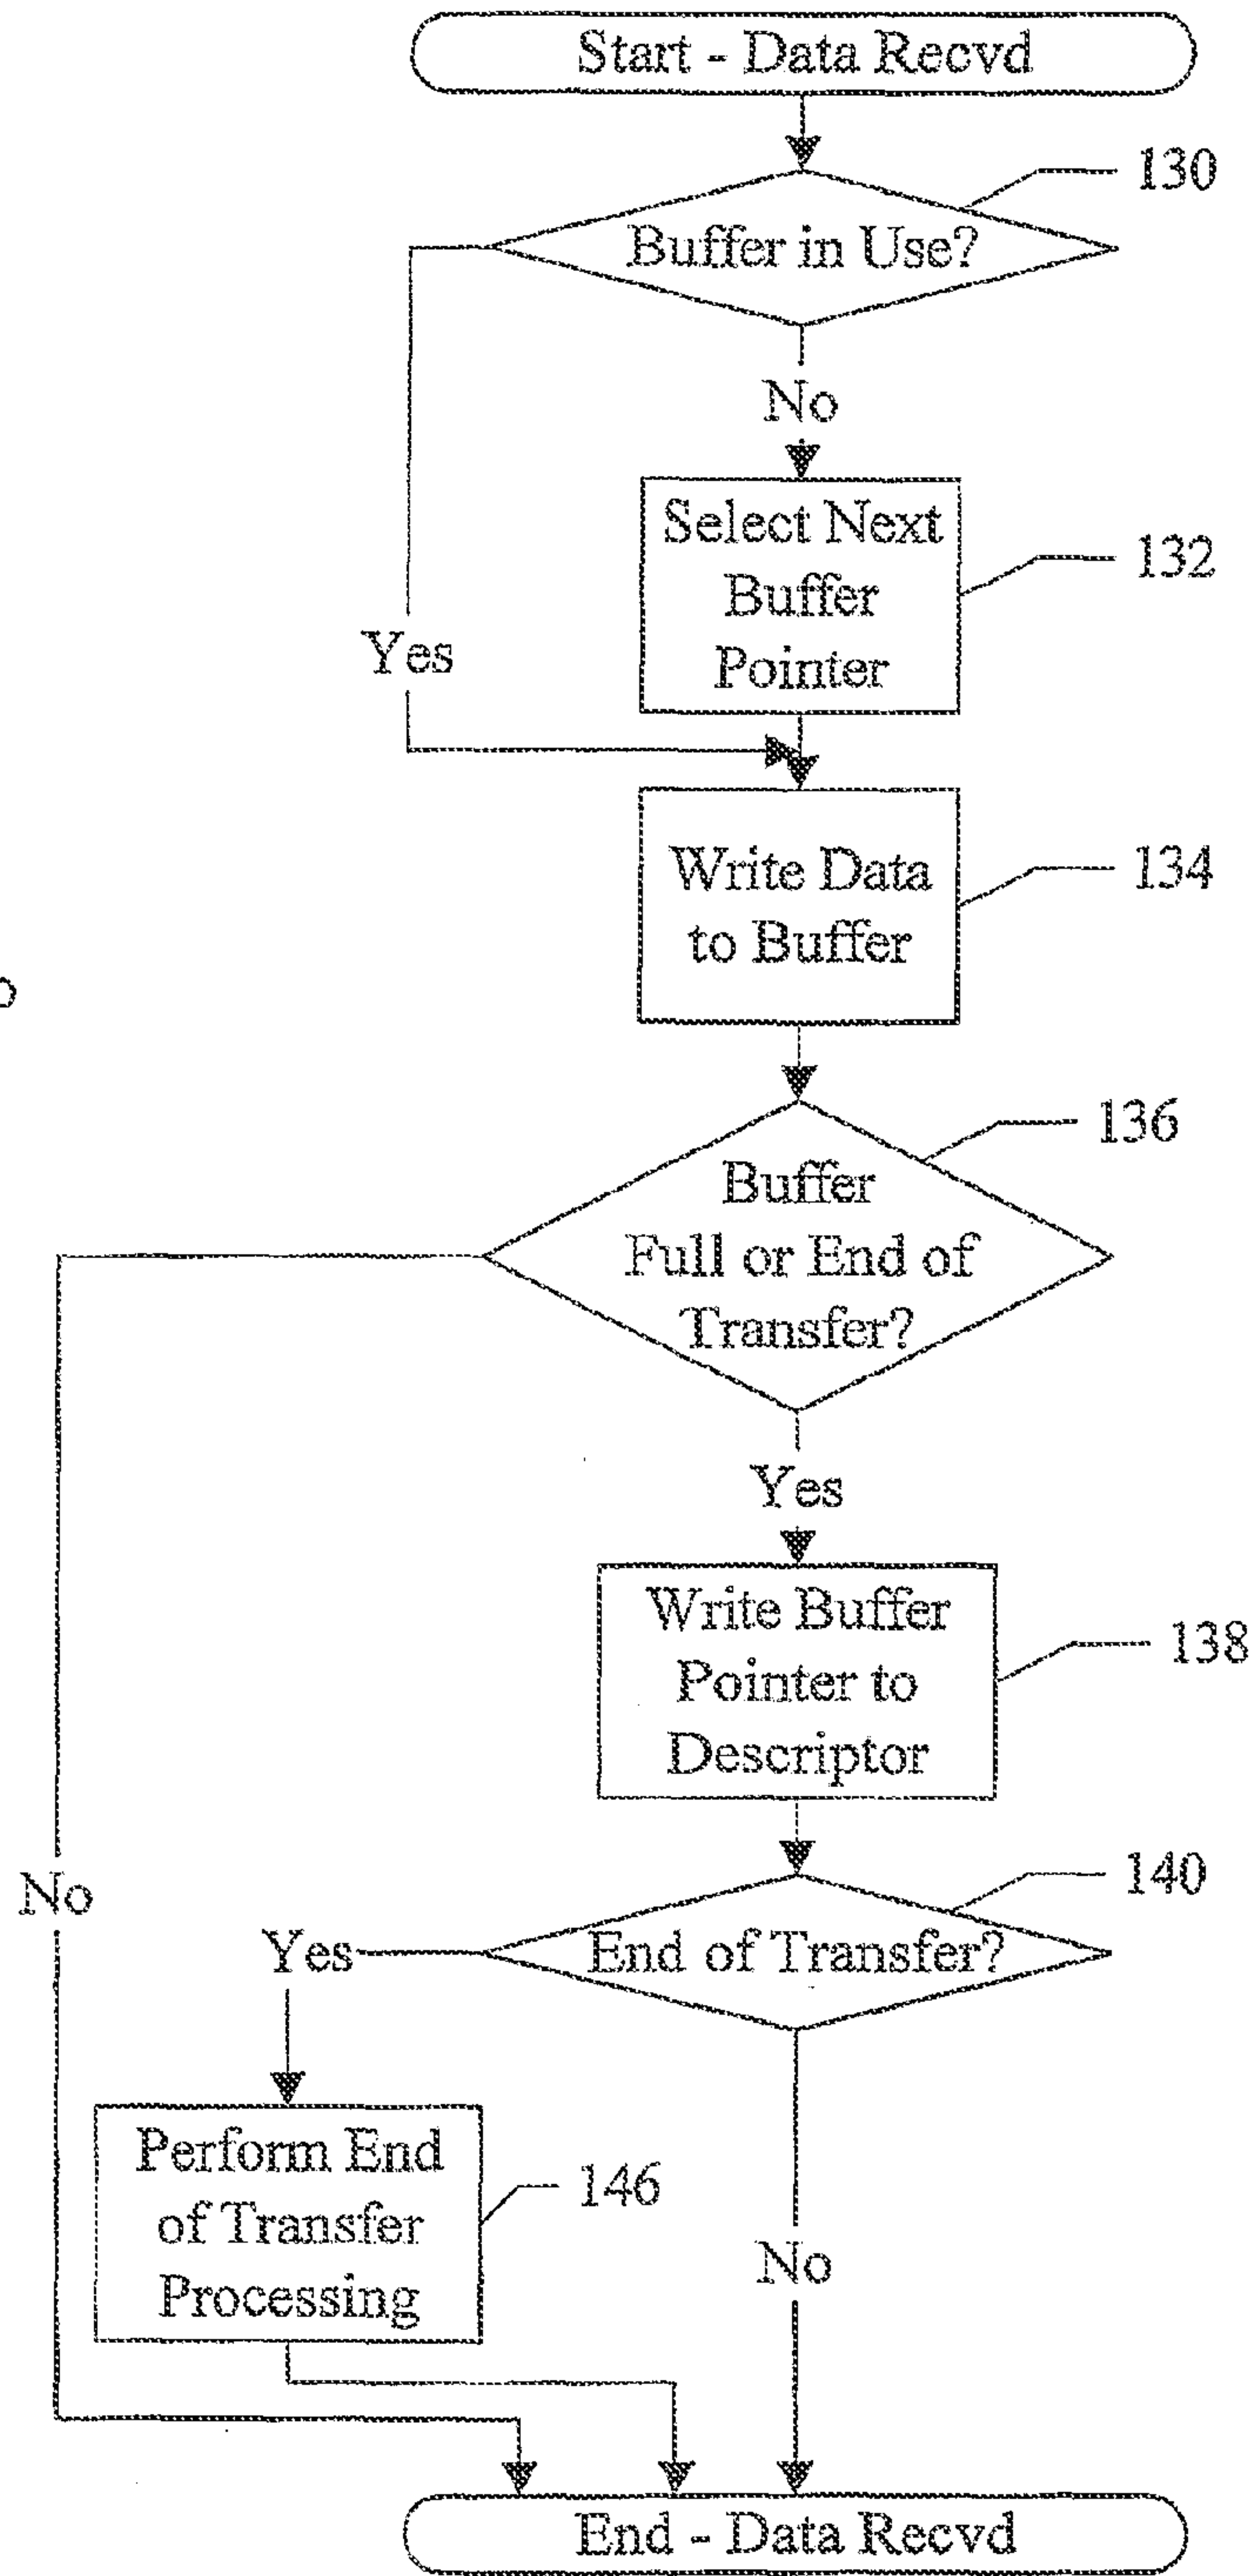 Start - Data Recvd
130
Buffer in Use?
No
Select Next
Buffer
Pointer
132
Yes
Write Data
to Buffer
134
136
Buffer
Full or End of
Transfer?
Yes
Write Buffer
Pointer to
Descriptor
138
No
140
Yes
End of Transfer?
Perform End
of Transfer
Processing
146
No
End - Data Recvd